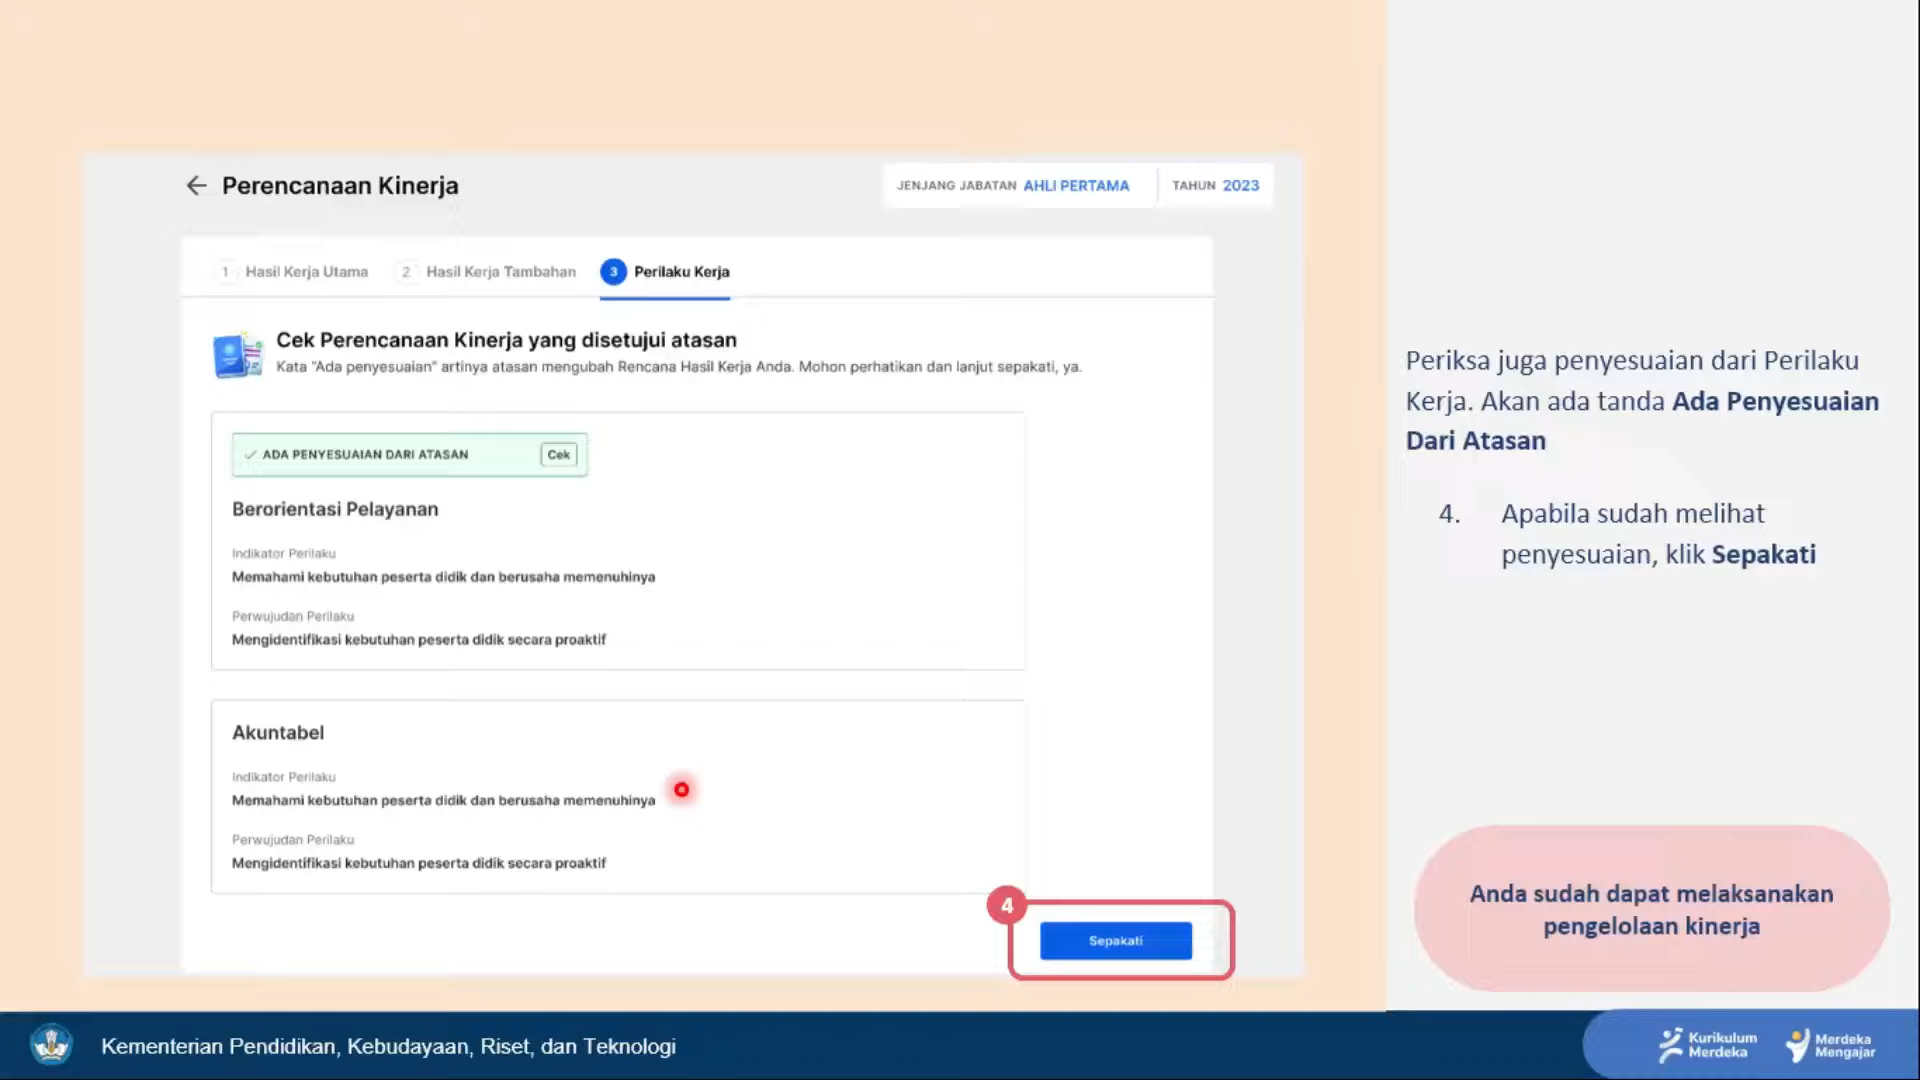 Perencanaan Kinerja
JENJANG JABATAN AHLI PERTAMA
TAHUN 2023
1 Hasil Kerja Utama
2 Hasil Kerja Tambahan
3 Perilaku Kerja
Cek Perencanaan Kinerja yang disetujui atasan
Kata "Ada penyesuaian" artinya atasan mengubah Rencana Hasil Kerja Anda. Mohon perhatikan dan lanjut sepakati, ya.
ADA PENYESUAIAN DARI ATASAN
Cek
Berorientasi Pelayanan
Indikator Perilaku
Memahami kebutuhan peserta didik dan berusaha memenuhinya
Perwujudan Perilaku
Mengidentifikasi kebutuhan peserta didik secara proaktif
Akuntabel
Indikator Perilaku
Memahami kebutuhan peserta didik dan berusaha memenuhinya
Perwujudan Perilaku
Mengidentifikasi kebutuhan peserta didik secara proaktif
4
Sepakati
Periksa juga penyesuaian dari Perilaku
Kerja. Akan ada tanda Ada Penyesuaian
Dari Atasan
4. Apabila sudah melihat
penyesuaian, klik Sepakati
Anda sudah dapat melaksanakan
pengelolaan kinerja
Kementerian Pendidikan, Kebudayaan, Riset, dan Teknologi
Kurikulum
Merdeka
Merdeka
Mengajar